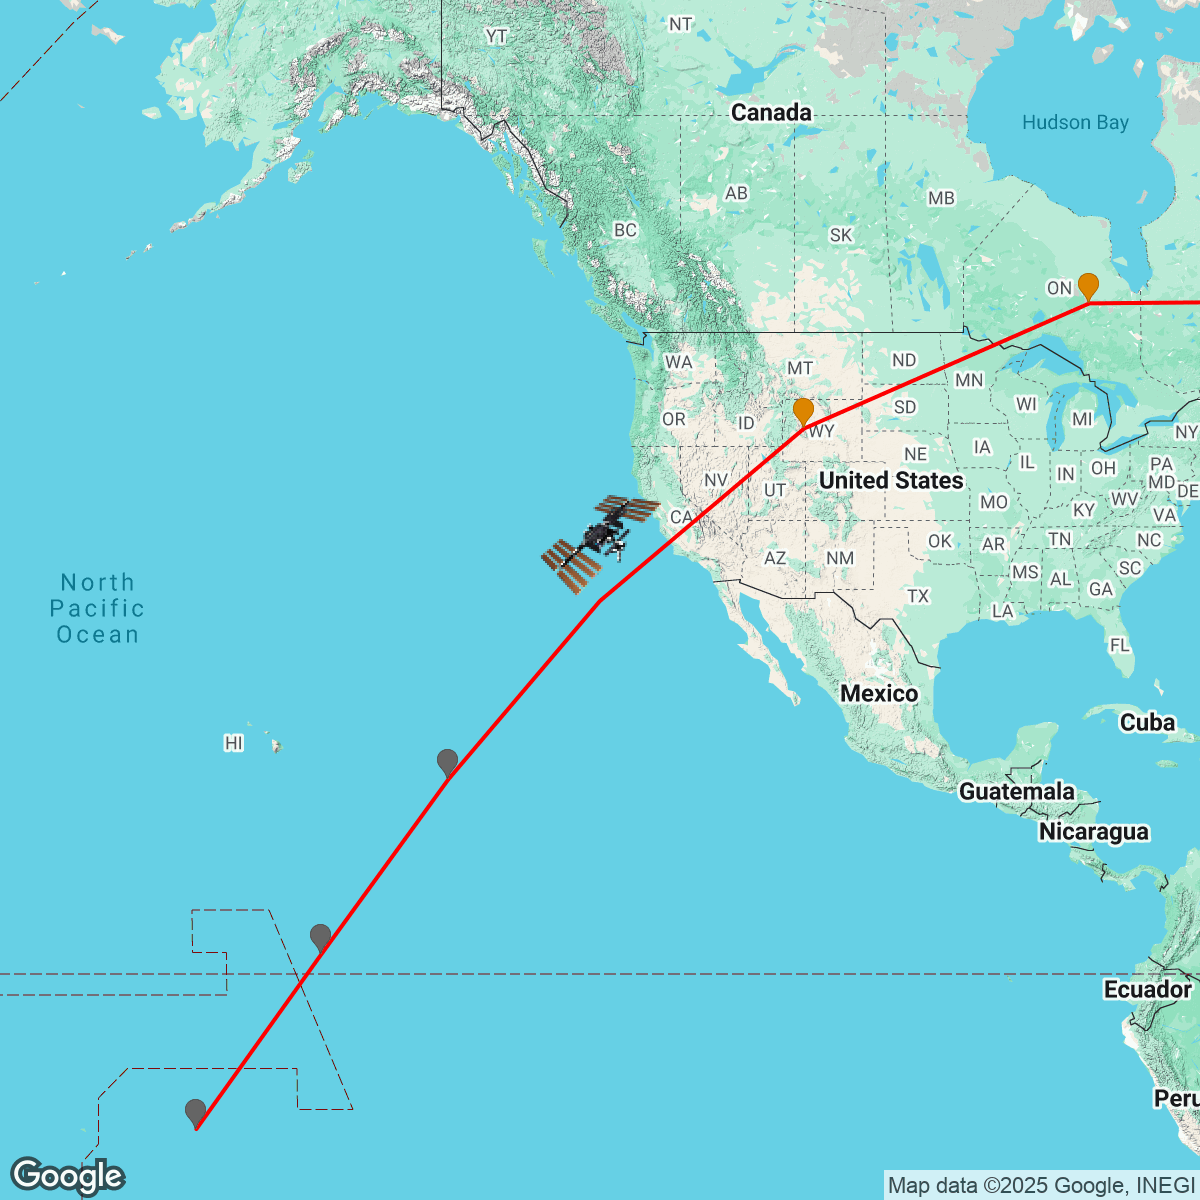 YT
NT
Canada
Hudson Bay
AB
MB
BC
SK
ON
WA
MT
ND
MN
OR
ID
WY
SD
WI
MI
NY
NE
IA
IL
IN
OH
PA
MD
DE
NV
UT
United States
MO
KY
WV
VA
CA
AZ
NM
OK
AR
TN
NC
TX
MS
AL
GA
SC
LA
FL
North
Pacific
Ocean
Mexico
Cuba
HI
Guatemala
Nicaragua
Ecuador
Peru
Google
Map data ©2025 Google, INEGI